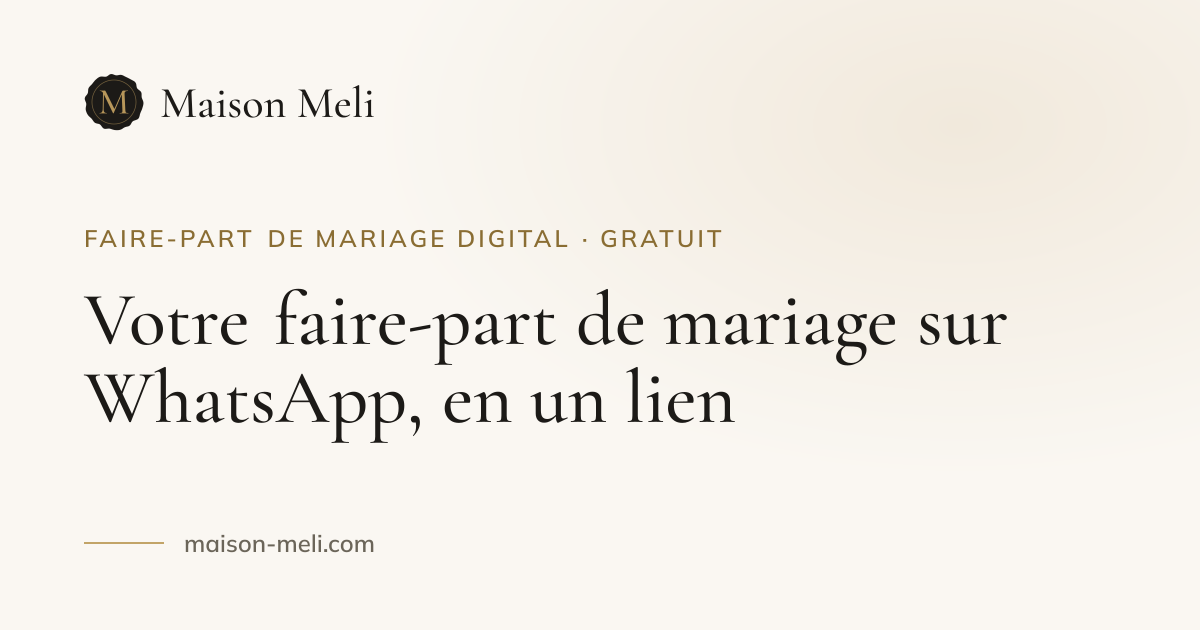 M
Maison Meli
FAIRE-PART DE MARIAGE DIGITAL · GRATUIT
Votre faire-part de mariage sur
WhatsApp, en un lien
maison-meli.com